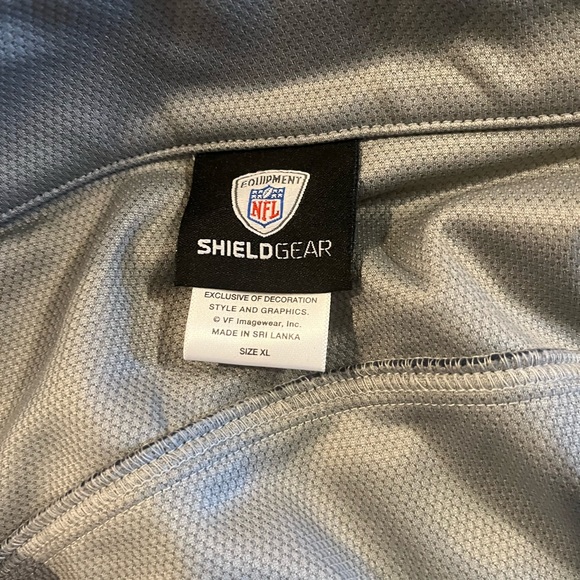 EQUIPMENT
NFL
SHIELDGEAR
EXCLUSIVE OF DECORATION
STYLE AND GRAPHICS.
© VF Imagewear, Inc.
MADE IN SRI LANKA
SIZE XL